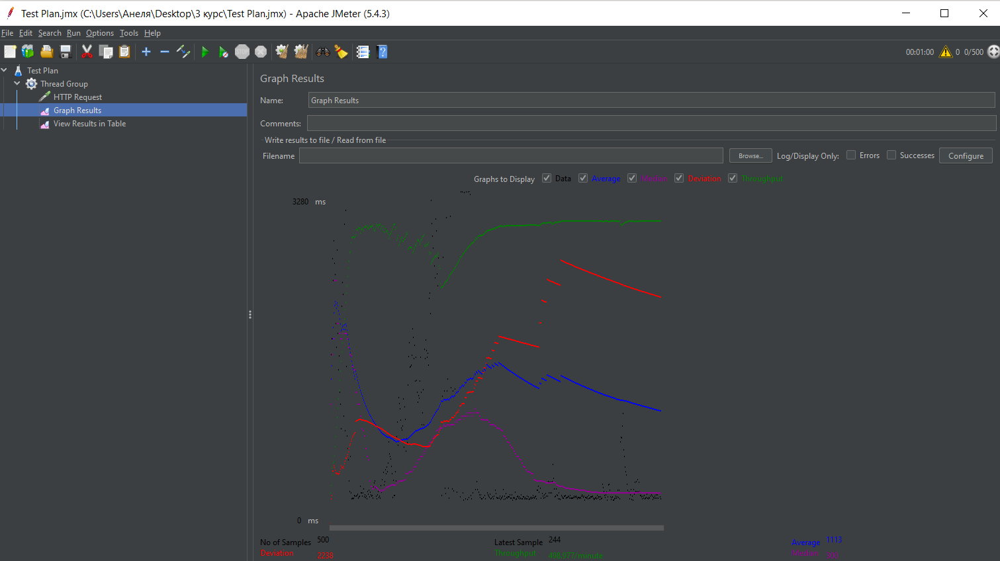 Test Plan.jmx (C:\Users\Анеля\Desktop\3 курс\Test Plan.jmx) - Apache JMeter (5.4.3)
File Edit Search Run Options Tools Help
STOP
00:01:00 0 0/500
Test Plan
Thread Group
HTTP Request
Graph Results
View Results in Table
Graph Results
Name: Graph Results
Comments:
Write results to file / Read from file
Filename Browse... Log/Display Only: Errors Successes Configure
Graphs to Display Data Average Median Deviation Throughput
3280 ms
0 ms
No of Samples 500 Latest Sample 244 Average 1113
Deviation 2238 Throughput 498.977/minute Median